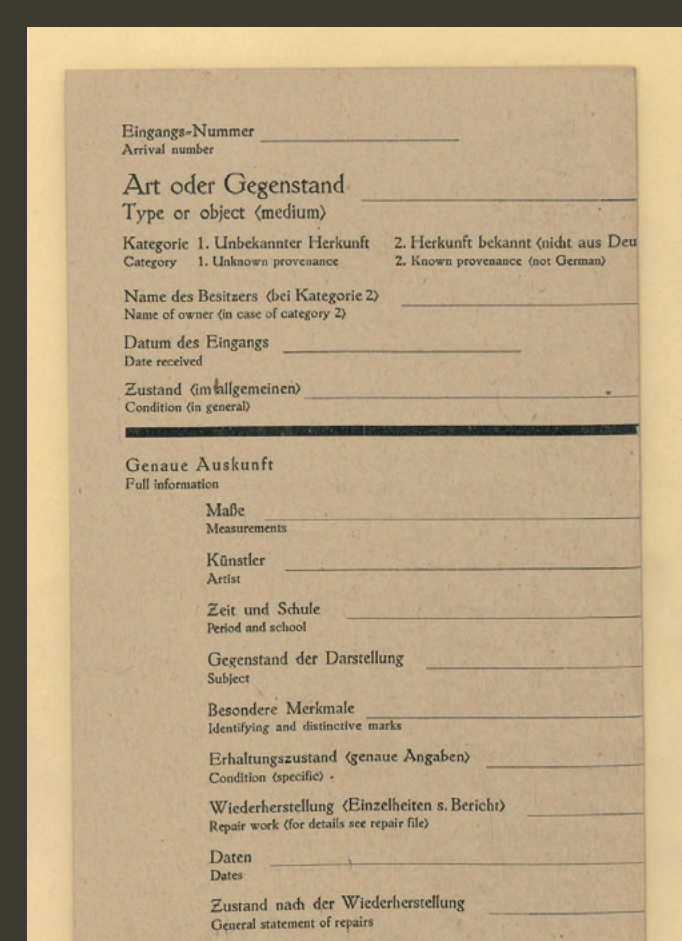 Eingangs-Nummer
Arrival number
Art oder Gegenstand
Type or object (medium)
Kategorie 1. Unbekannter Herkunft 2. Herkunft bekannt (nicht aus Deu
Category 1. Unknown provenance 2. Known provenance (not German)
Name des Besitzers (bei Kategorie 2)
Name of owner (in case of category 2)
Datum des Eingangs
Date received
Zustand (im allgemeinen)
Condition (in general)
Genaue Auskunft
Full information
Maße
Measurements
Künstler
Artist
Zeit und Schule
Period and school
Gegenstand der Darstellung
Subject
Besondere Merkmale
Identifying and distinctive marks
Erhaltungszustand (genaue Angaben)
Condition (specific)
Wiederherstellung (Einzelheiten s. Bericht)
Repair work (for details see repair file)
Daten
Dates
Zustand nach der Wiederherstellung
General statement of repairs